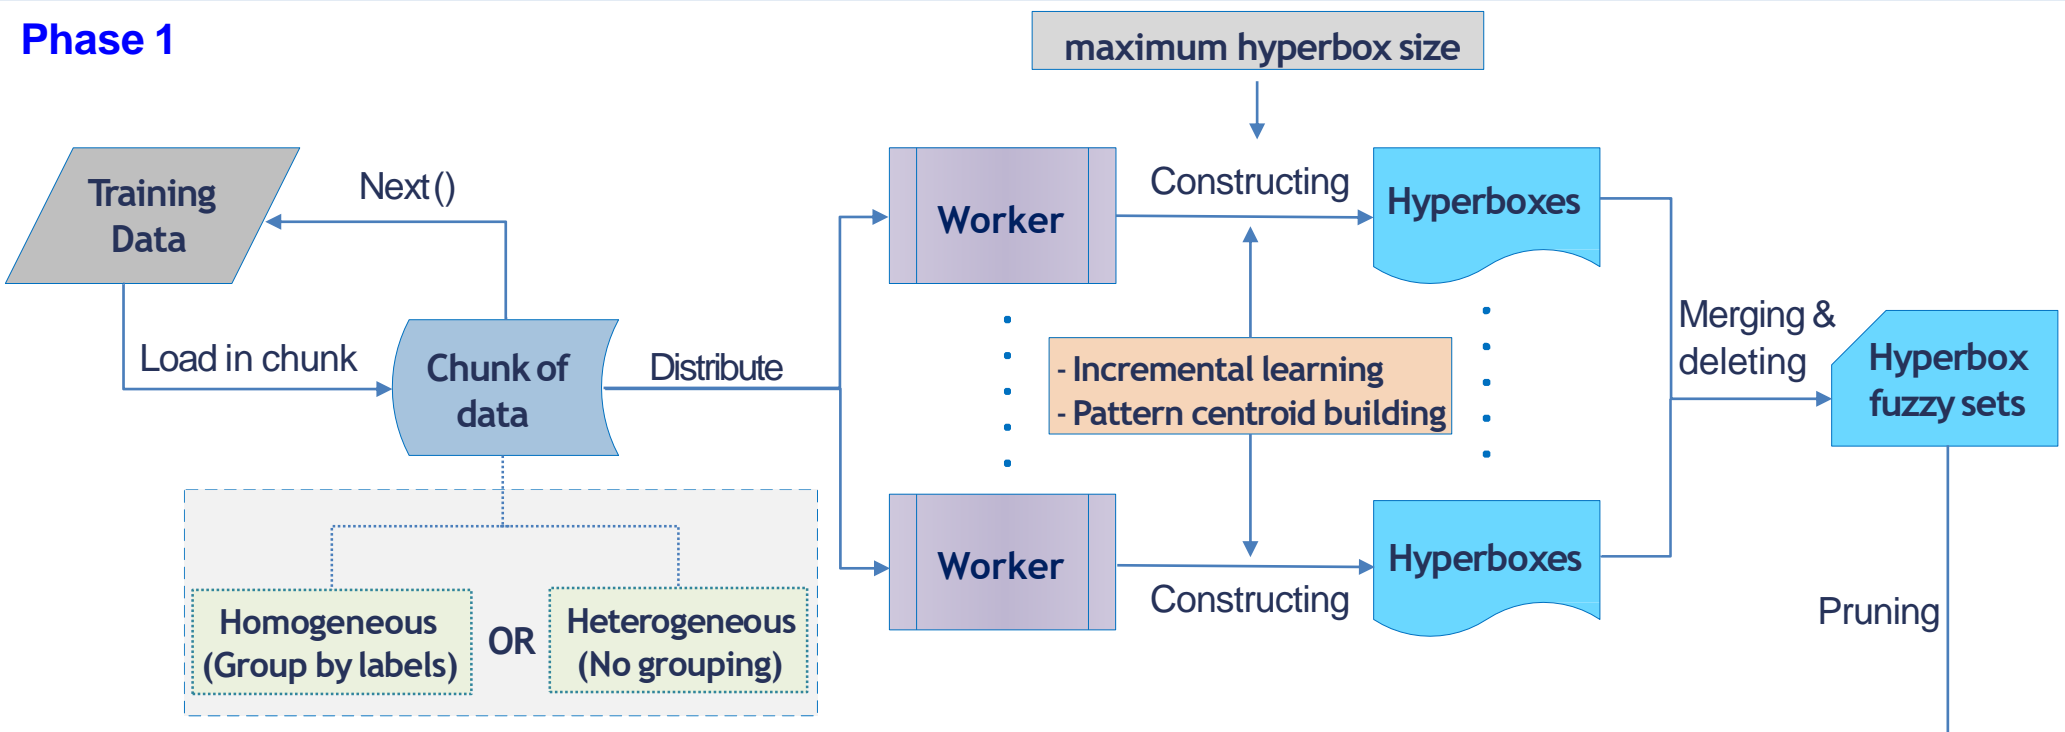 Phase 1
maximum hyperbox size
Training
Data
Next()
Load in chunk
Chunk of
data
Distribute
Worker
Constructing
Hyperboxes
- Incremental learning
- Pattern centroid building
Merging &
deleting
Hyperbox
fuzzy sets
Homogeneous
(Group by labels)
OR
Heterogeneous
(No grouping)
Worker
Constructing
Hyperboxes
Pruning